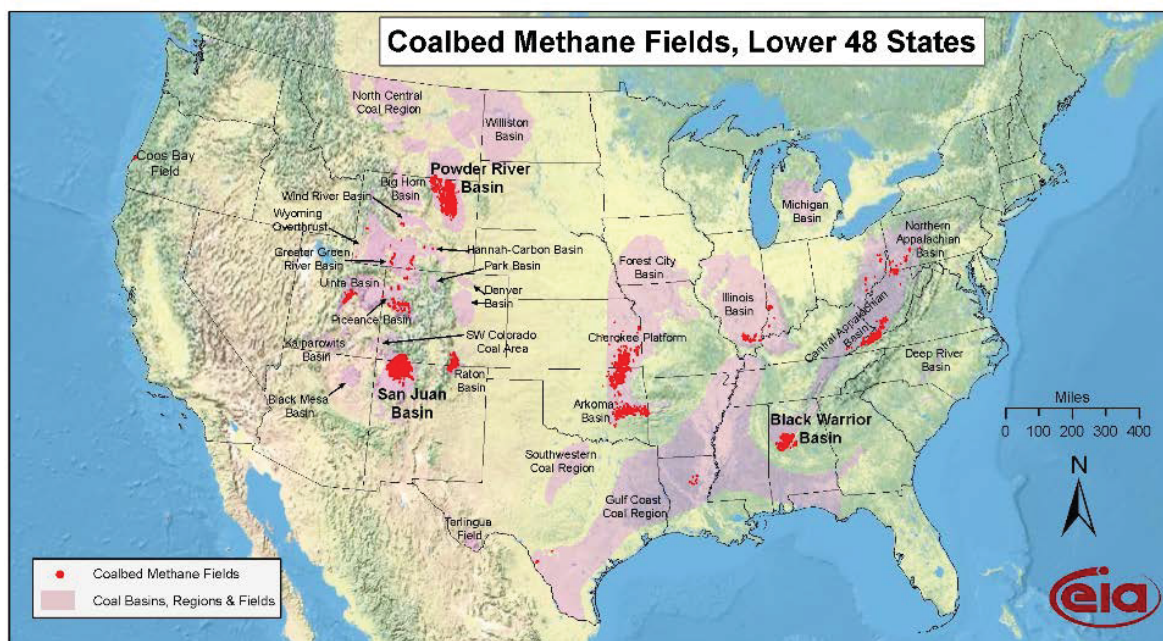 Coalbed Methane Fields, Lower 48 States
North Central
Coal Region
Williston
Basin
Coos Bay
Field
Powder River
Basin
Big Horn
Basin
Wind River Basin
Wyoming
Overthrust
Greater Green
River Basin
Hannah-Carbon Basin
Park Basin
Uinta Basin
Denver
Basin
Piceance Basin
SW Colorado
Coal Area
Kaiparowits
Basin
Black Mesa
Basin
San Juan
Basin
Raton
Basin
Forest City
Basin
Cherokee Platform
Arkoma
Basin
Illinois
Basin
Michigan
Basin
Northern
Appalachian
Basin
Central Appalachian
Basin
Deep River
Basin
Black Warrior
Basin
Southwestern
Coal Region
Gulf Coast
Coal Region
Terlingua
Field
Miles
0 100 200 300 400
N
Coalbed Methane Fields
Coal Basins, Regions & Fields
eia